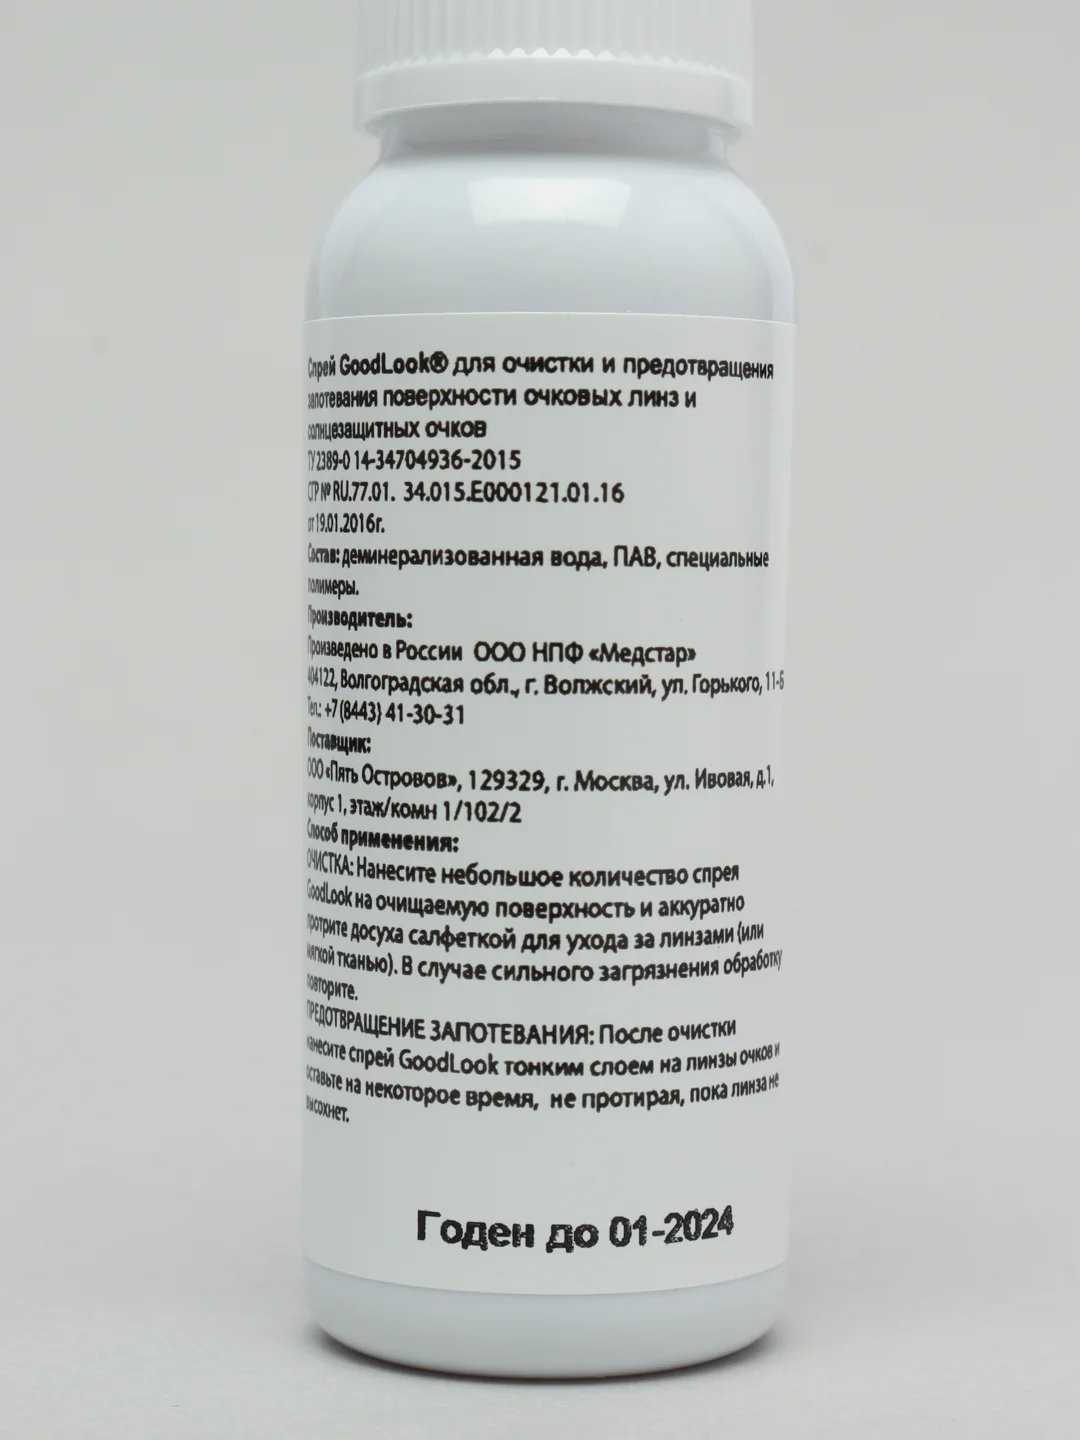 Спрей GoodLook® для очистки и предотвращения
запотевания поверхности очковых линз и
солнцезащитных очков
ТУ 2389-0 14-34704936-2015
СГР № RU.77.01. 34.015.Е000121.01.16
от 19.01.2016г.
Состав: деминерализованная вода, ПАВ, специальные
полимеры.
Производитель:
Произведено в России ООО НПФ «Медстар»
404122, Волгоградская обл., г. Волжский, ул. Горького, 11-Б
Тел.: +7 (8443) 41-30-31
Поставщик:
ООО «Пять Островов», 129329, г. Москва, ул. Ивовая, д.1,
корпус 1, этаж/комн 1/102/2
Способ применения:
ОЧИСТКА: Нанесите небольшое количество спрея
GoodLook на очищаемую поверхность и аккуратно
протрите досуха салфеткой для ухода за линзами (или
мягкой тканью). В случае сильного загрязнения обработку
повторите.
ПРЕДОТВРАЩЕНИЕ ЗАПОТЕВАНИЯ: После очистки
нанесите спрей GoodLook тонким слоем на линзы очков и
оставьте на некоторое время, не протирая, пока линза не
высохнет.
Годен до 01-2024